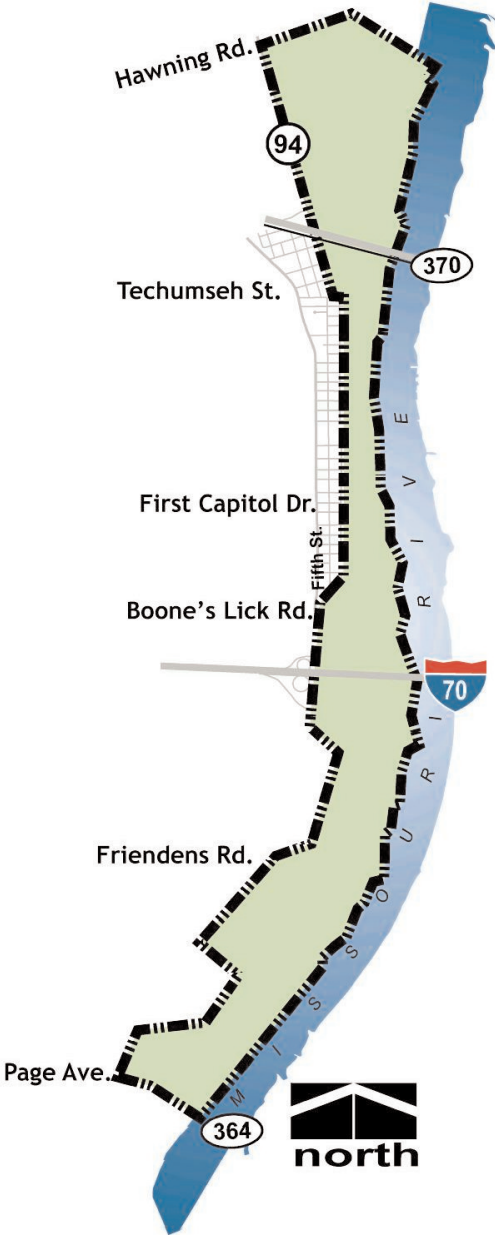 Hawning Rd.
94
370
Techumseh St.
First Capitol Dr.
Fifth St.
Boone's Lick Rd.
70
Friendens Rd.
MISSOURI RIVER
Page Ave.
364
north